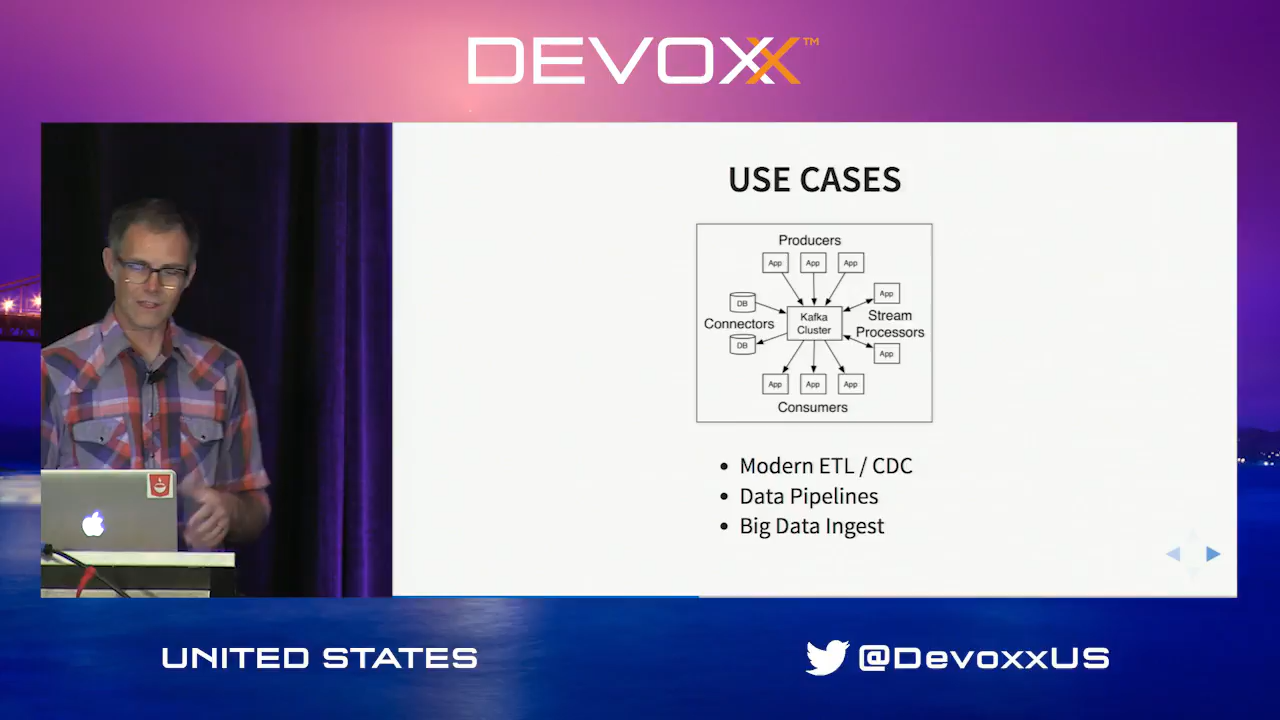 DEVOXX™
USE CASES
Producers
App App App
DB
Connectors
DB
Kafka
Cluster
App
Stream
Processors
App
App App App
Consumers
• Modern ETL / CDC
• Data Pipelines
• Big Data Ingest
UNITED STATES
@DevoxxUS